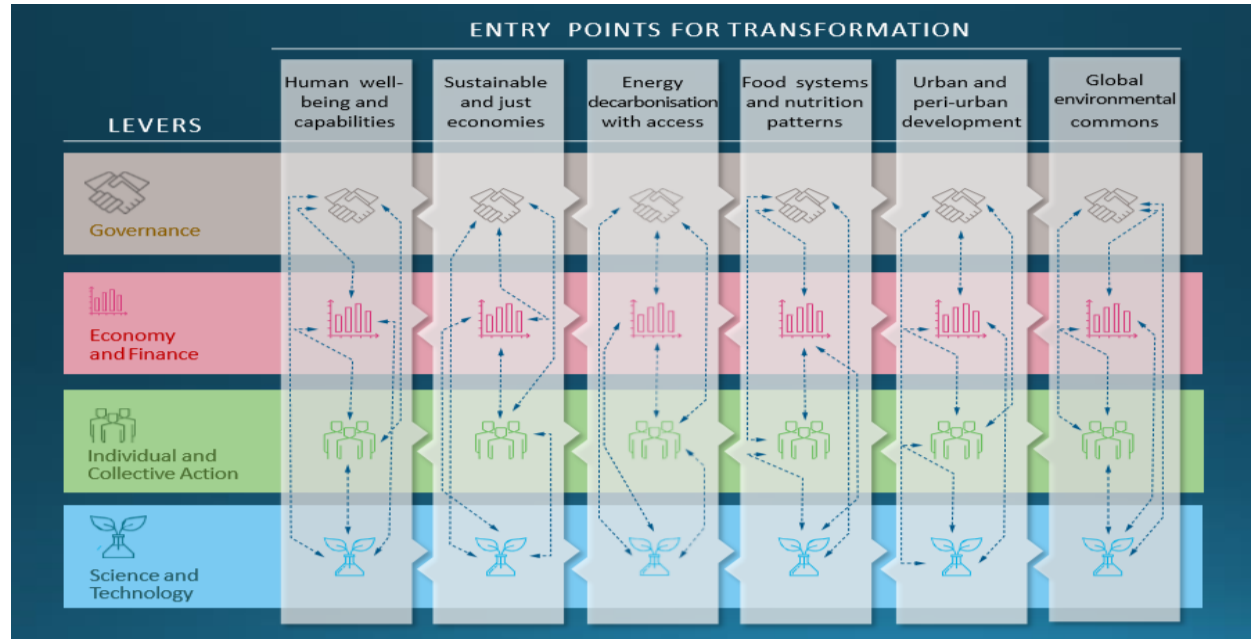 ENTRY POINTS FOR TRANSFORMATION
LEVERS
Human well-
being and
capabilities
Sustainable
and just
economies
Energy
decarbonisation
with access
Food systems
and nutrition
patterns
Urban and
peri-urban
development
Global
environmental
commons
Governance
Economy
and Finance
Individual and
Collective Action
Science and
Technology